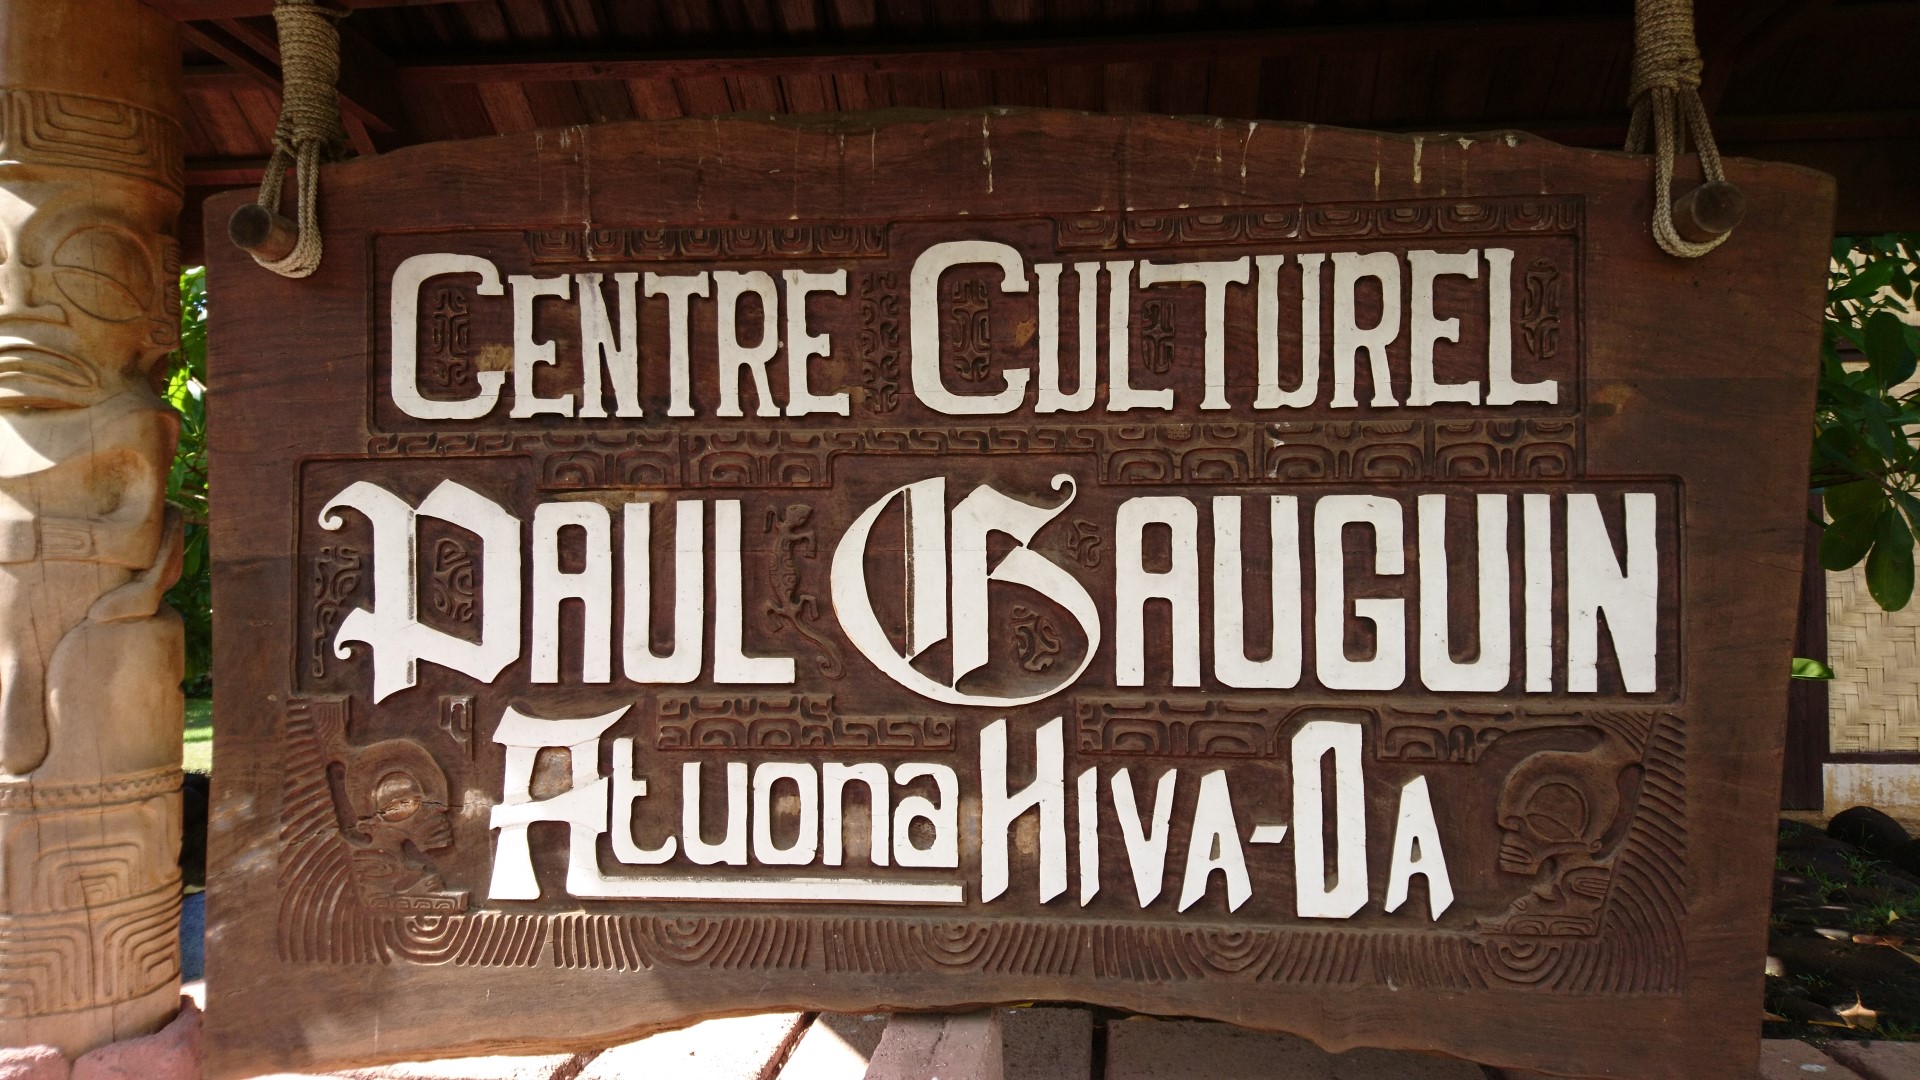 CENTRE CULTUREL
PAUL GAUGUIN
Atuona HIVA-OA